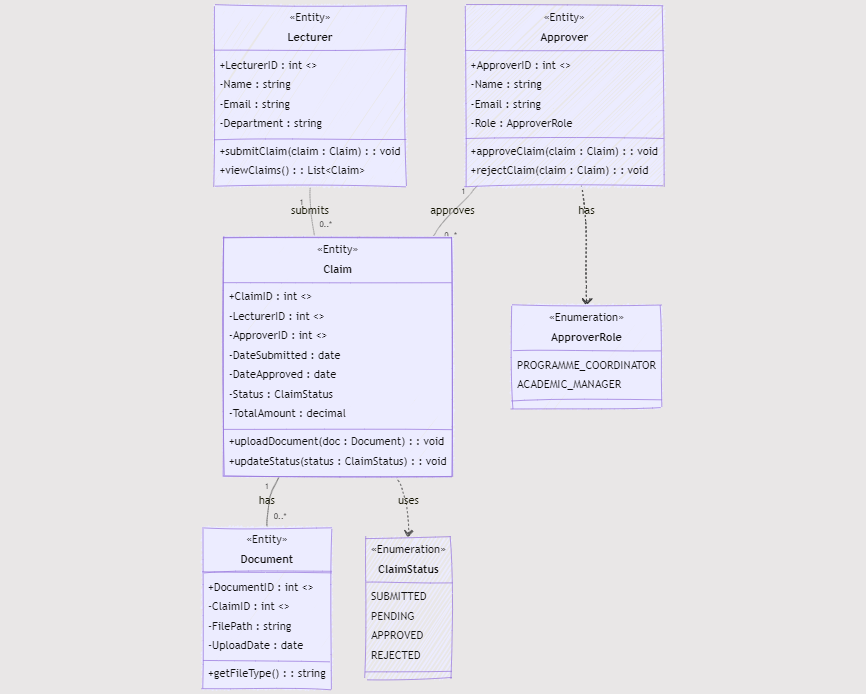 «Entity»
Lecturer
+LecturerID : int <>
-Name : string
-Email : string
-Department : string
+submitClaim(claim : Claim) : : void
+viewClaims() : : List<Claim>
«Entity»
Approver
+ApproverID : int <>
-Name : string
-Email : string
-Role : ApproverRole
+approveClaim(claim : Claim) : : void
+rejectClaim(claim : Claim) : : void
1
submits
0..*
1
approves
0..*
has
«Entity»
Claim
+ClaimID : int <>
-LecturerID : int <>
-ApproverID : int <>
-DateSubmitted : date
-DateApproved : date
-Status : ClaimStatus
-TotalAmount : decimal
+uploadDocument(doc : Document) : : void
+updateStatus(status : ClaimStatus) : : void
«Enumeration»
ApproverRole
PROGRAMME_COORDINATOR
ACADEMIC_MANAGER
1
has
0..*
uses
«Entity»
Document
+DocumentID : int <>
-ClaimID : int <>
-FilePath : string
-UploadDate : date
+getFileType() : : string
«Enumeration»
ClaimStatus
SUBMITTED
PENDING
APPROVED
REJECTED